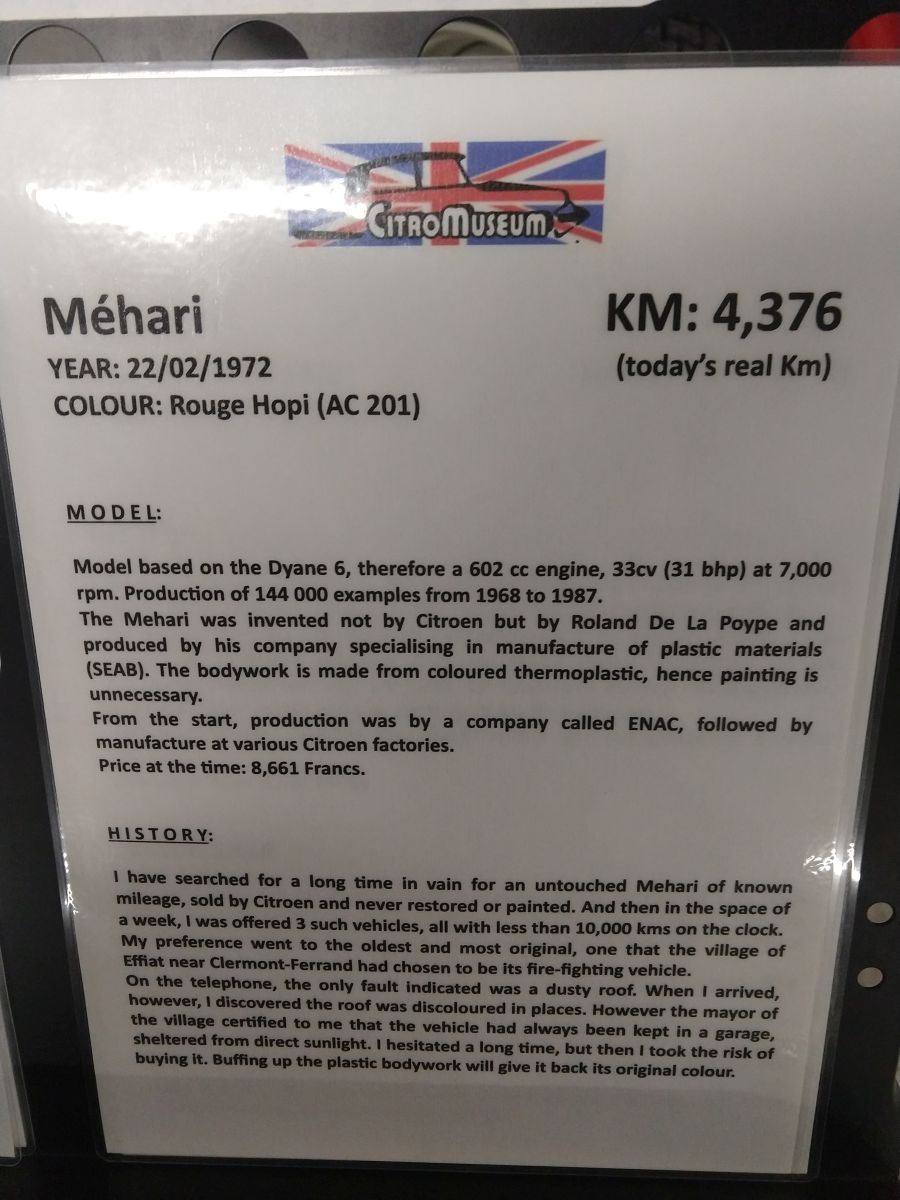 CITROMUSEUM
Méhari
KM: 4,376
YEAR: 22/02/1972
(today's real Km)
COLOUR: Rouge Hopi (AC 201)
MODEL:
Model based on the Dyane 6, therefore a 602 cc engine, 33cv (31 bhp) at 7,000
rpm. Production of 144 000 examples from 1968 to 1987.
The Mehari was invented not by Citroen but by Roland De La Poype and
produced by his company specialising in manufacture of plastic materials
(SEAB). The bodywork is made from coloured thermoplastic, hence painting is
unnecessary.
From the start, production was by a company called ENAC, followed by
manufacture at various Citroen factories.
Price at the time: 8,661 Francs.
HISTORY:
I have searched for a long time in vain for an untouched Mehari of known
mileage, sold by Citroen and never restored or painted. And then in the space of
a week, I was offered 3 such vehicles, all with less than 10,000 kms on the clock.
My preference went to the oldest and most original, one that the village of
Effiat near Clermont-Ferrand had chosen to be its fire-fighting vehicle.
On the telephone, the only fault indicated was a dusty roof. When I arrived,
however, I discovered the roof was discoloured in places. However the mayor of
the village certified to me that the vehicle had always been kept in a garage,
sheltered from direct sunlight. I hesitated a long time, but then I took the risk of
buying it. Buffing up the plastic bodywork will give it back its original colour.